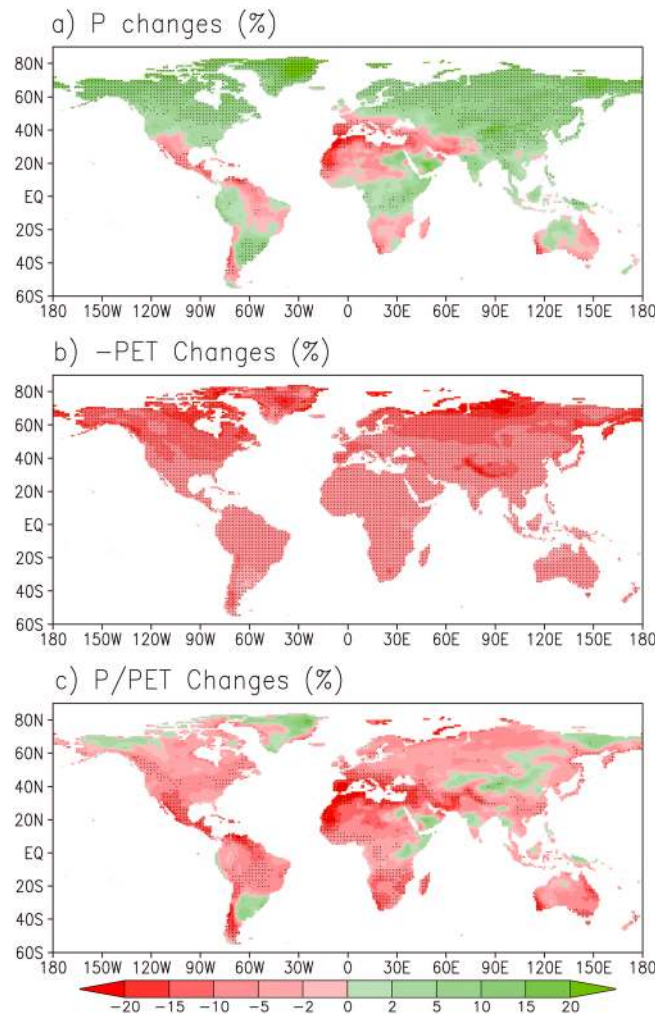 a) P changes (%)
80N
60N
40N
20N
EQ
20S
40S
60S
180 150W 120W 90W 60W 30W 0 30E 60E 90E 120E 150E 180
b) -PET Changes (%)
80N
60N
40N
20N
EQ
20S
40S
60S
180 150W 120W 90W 60W 30W 0 30E 60E 90E 120E 150E 180
c) P/PET Changes (%)
80N
60N
40N
20N
EQ
20S
40S
60S
180 150W 120W 90W 60W 30W 0 30E 60E 90E 120E 150E 180
-20 -15 -10 -5 -2 0 2 5 10 15 20